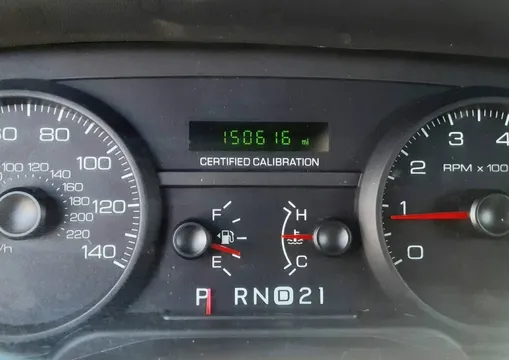 150616 mi
CERTIFIED CALIBRATION
60 80 100 120 140
100 120 140 160 180 200 220
/h
F
E
H
C
P R N D 2 1
0 1 2 3 4
RPM x 100